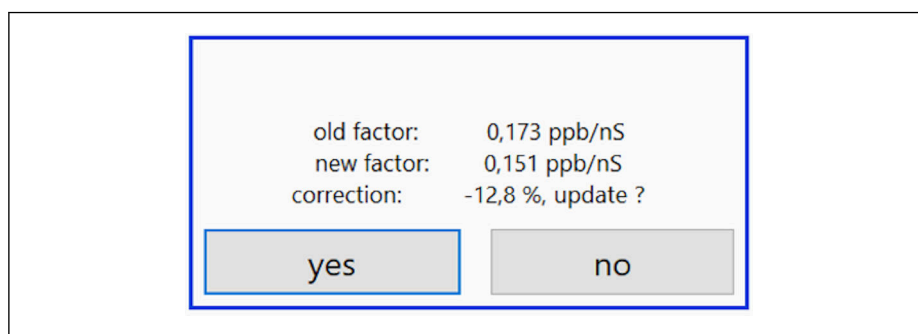 old factor: 0,173 ppb/nS
new factor: 0,151 ppb/nS
correction: -12,8 %, update ?
yes no